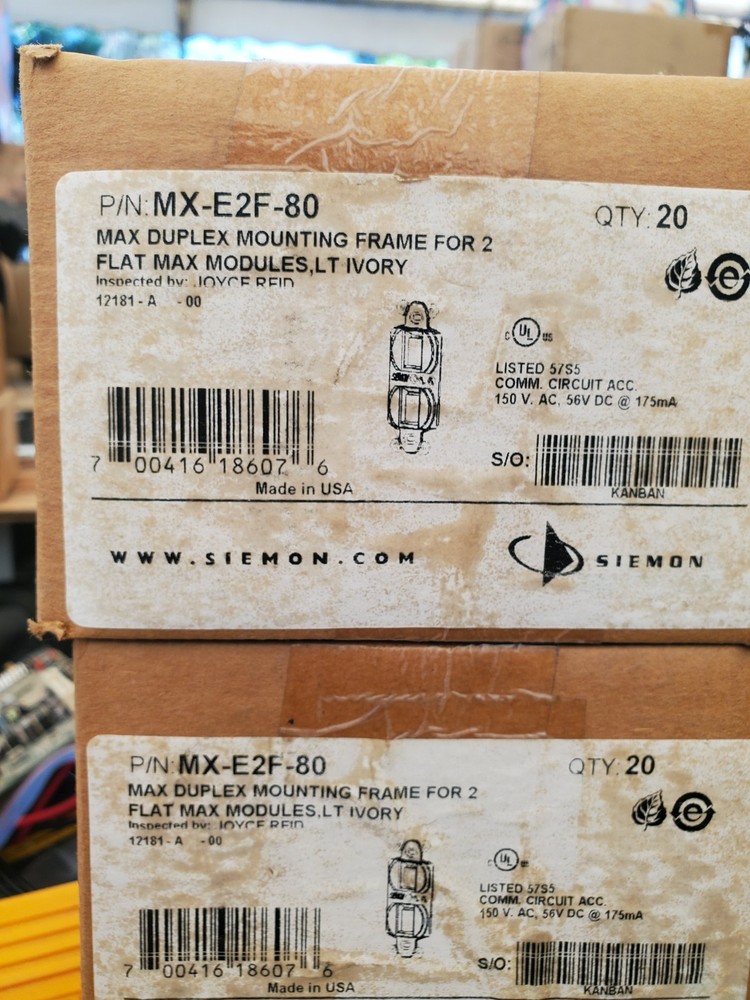 P/N: MX-E2F-80
QTY: 20
MAX DUPLEX MOUNTING FRAME FOR 2
FLAT MAX MODULES,LT IVORY
Inspected by: JOYCE REID
12181-A -00
C UL US
LISTED 57S5
COMM. CIRCUIT ACC.
150 V. AC, 56V DC @ 175mA
7 00416 18607 6
S/O:
KANBAN
Made in USA
WWW.SIEMON.COM
SIEMON
P/N: MX-E2F-80
QTY: 20
MAX DUPLEX MOUNTING FRAME FOR 2
FLAT MAX MODULES,LT IVORY
Inspected by: JOYCE REID
12181-A -00
C UL US
LISTED 57S5
COMM. CIRCUIT ACC.
150 V. AC, 56V DC @ 175mA
7 00416 18607 6
S/O:
KANBAN
Made in USA